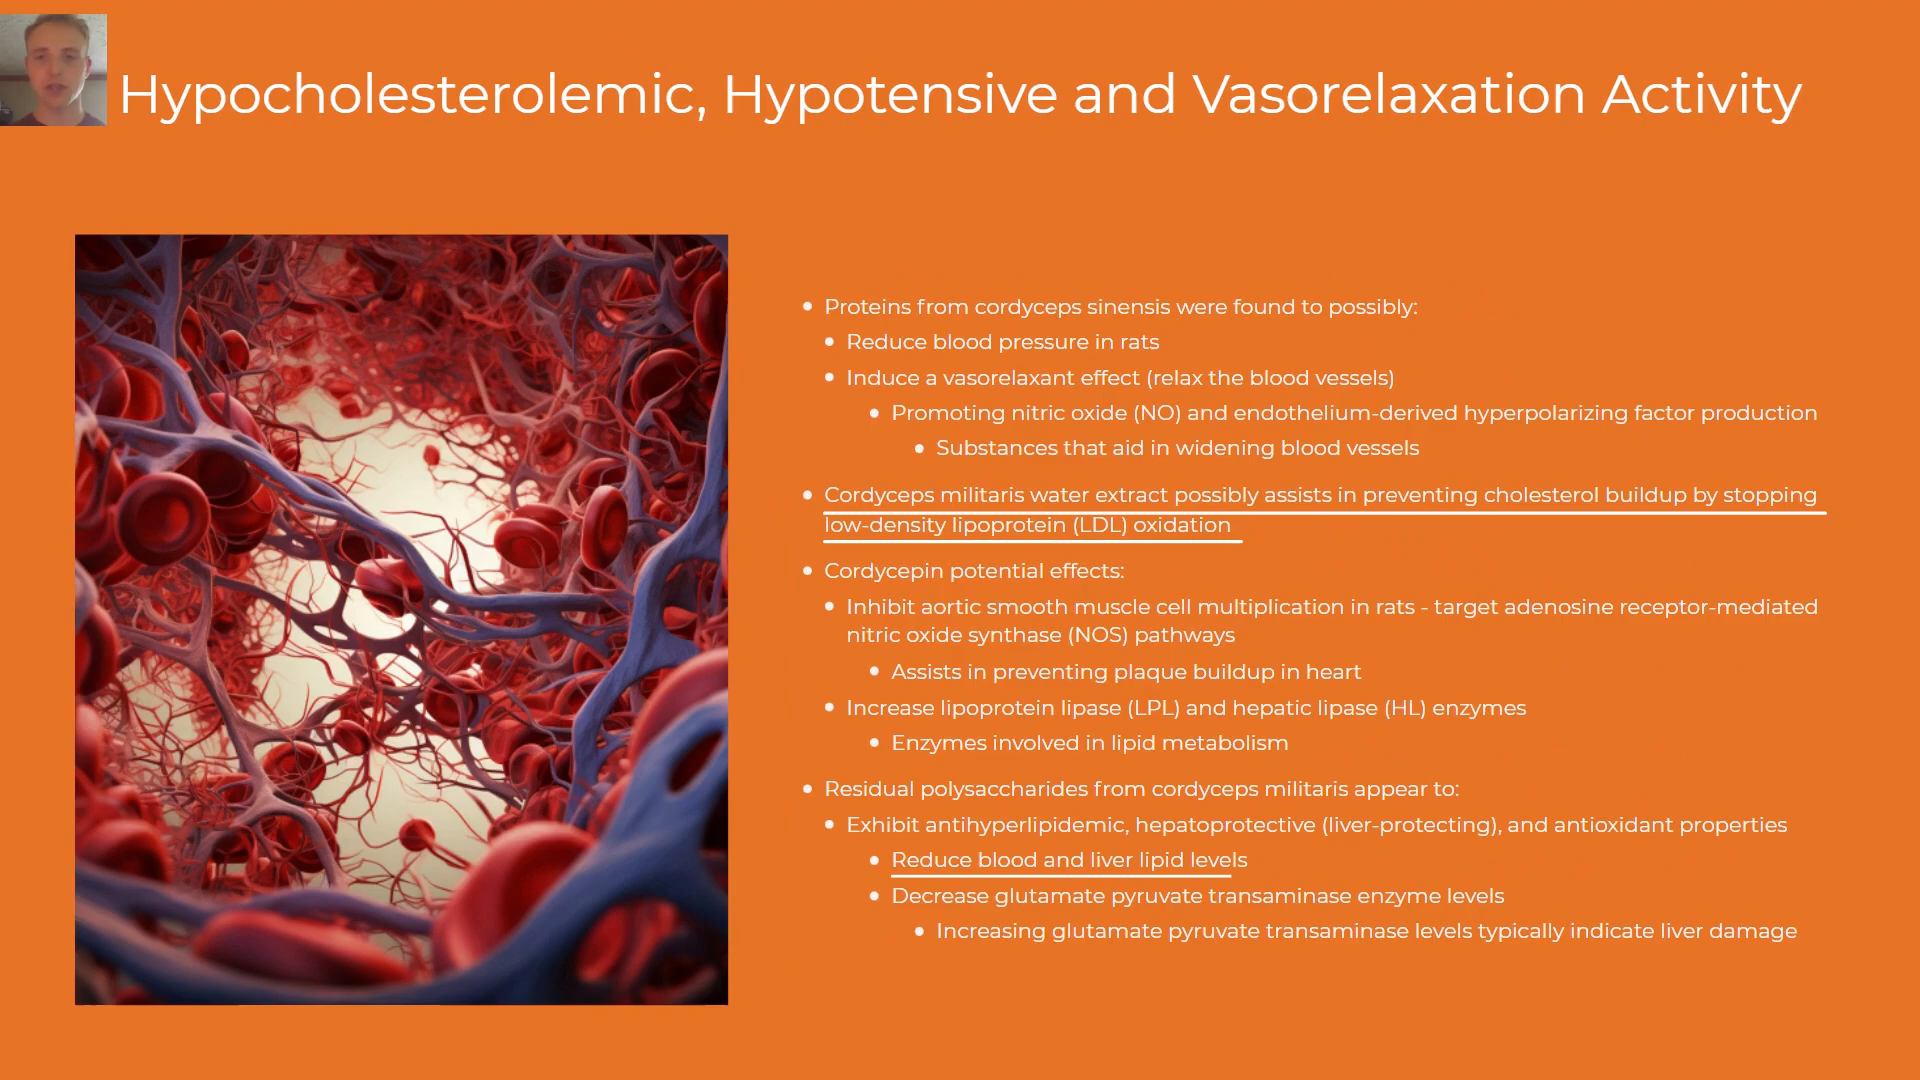 Hypocholesterolemic, Hypotensive and Vasorelaxation Activity
Proteins from cordyceps sinensis were found to possibly:
Reduce blood pressure in rats
Induce a vasorelaxant effect (relax the blood vessels)
Promoting nitric oxide (NO) and endothelium-derived hyperpolarizing factor production
Substances that aid in widening blood vessels
Cordyceps militaris water extract possibly assists in preventing cholesterol buildup by stopping
low-density lipoprotein (LDL) oxidation
Cordycepin potential effects:
Inhibit aortic smooth muscle cell multiplication in rats - target adenosine receptor-mediated
nitric oxide synthase (NOS) pathways
Assists in preventing plaque buildup in heart
Increase lipoprotein lipase (LPL) and hepatic lipase (HL) enzymes
Enzymes involved in lipid metabolism
Residual polysaccharides from cordyceps militaris appear to:
Exhibit antihyperlipidemic, hepatoprotective (liver-protecting), and antioxidant properties
Reduce blood and liver lipid levels
Decrease glutamate pyruvate transaminase enzyme levels
Increasing glutamate pyruvate transaminase levels typically indicate liver damage